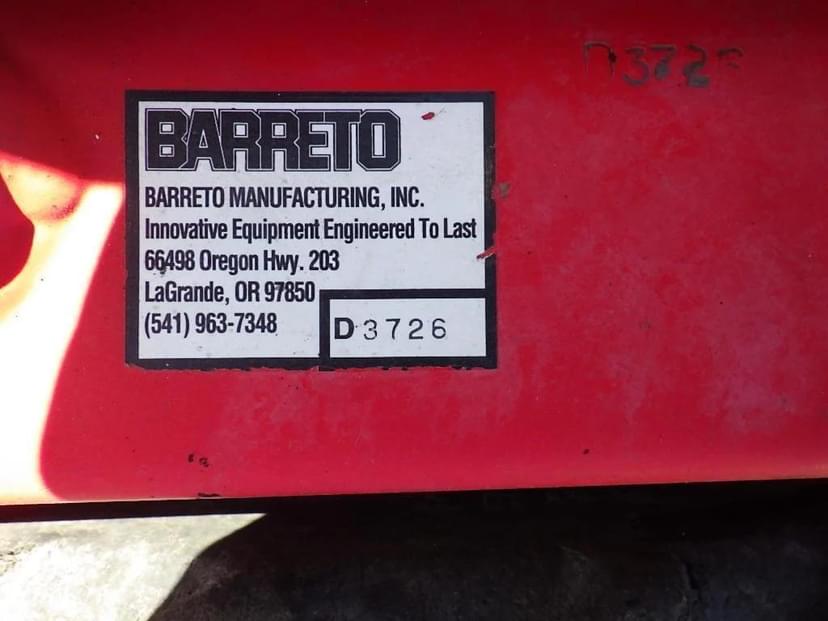 BARRETO
BARRETO MANUFACTURING, INC.
Innovative Equipment Engineered To Last
66498 Oregon Hwy. 203
LaGrande, OR 97850
(541) 963-7348
D3726